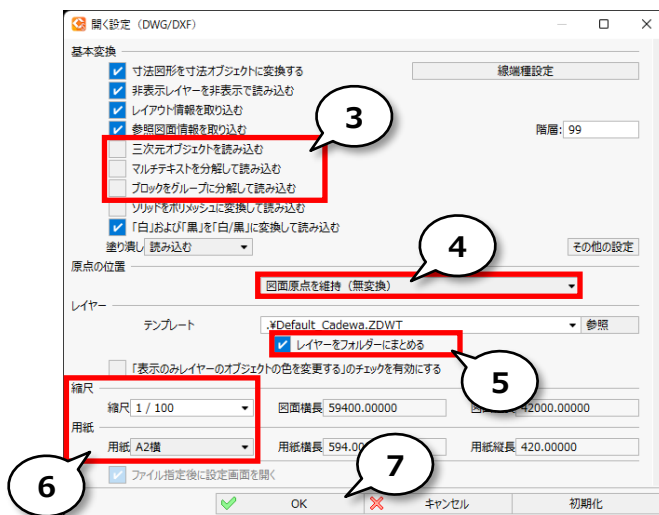 開く設定（DWG/DXF）
基本変換
寸法図形を寸法オブジェクトに変換する
線端種設定
非表示レイヤーを非表示で読み込む
レイアウト情報を取り込む
3
参照図面情報を取り込む
階層: 99
三次元オブジェクトを読み込む
マルチテキストを分解して読み込む
ブロックをグループに分解して読み込む
ソリッドをポリメッシュに変換して読み込む
「白」および「黒」を「白/黒」に変換して読み込む
4
塗り潰し 読み込む
その他の設定
原点の位置
図面原点を維持（無変換）
レイヤー
テンプレート .¥Default_Cadewa.ZDWT 参照
レイヤーをフォルダーにまとめる
5
「表示のみレイヤーのオブジェクトの色を変更する」のチェックを有効にする
縮尺
縮尺 1 / 100 図面横長 59400.00000 42000.00000
用紙
用紙 A2横 用紙横長 594.00 用紙縦長 420.00000
7
6
ファイル指定後に設定画面を開く
OK キャンセル 初期化